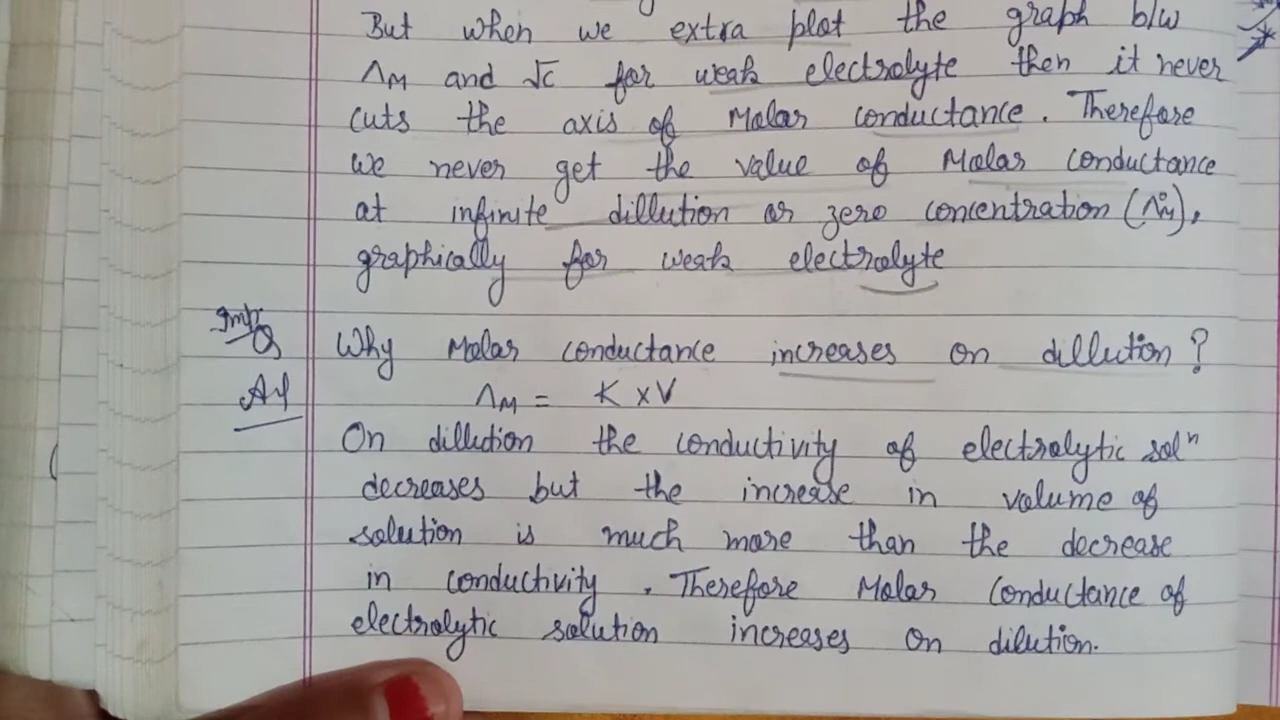 But when we extra plot the graph b/w
ΛM and √c for weak electrolyte then it never
cuts the axis of Molar conductance. Therefore
we never get the value of Molar conductance
at infinite dillution or zero concentration (Λ°M),
graphically for weak electrolyte
Imp Q Why Molar conductance increases on dillution?
ΛM = K × V
On dillution the conductivity of electrolytic solⁿ
decreases but the increase in volume of
solution is much more than the decrease
in conductivity. Therefore Molar Conductance of
electrolytic solution increases on dilution.